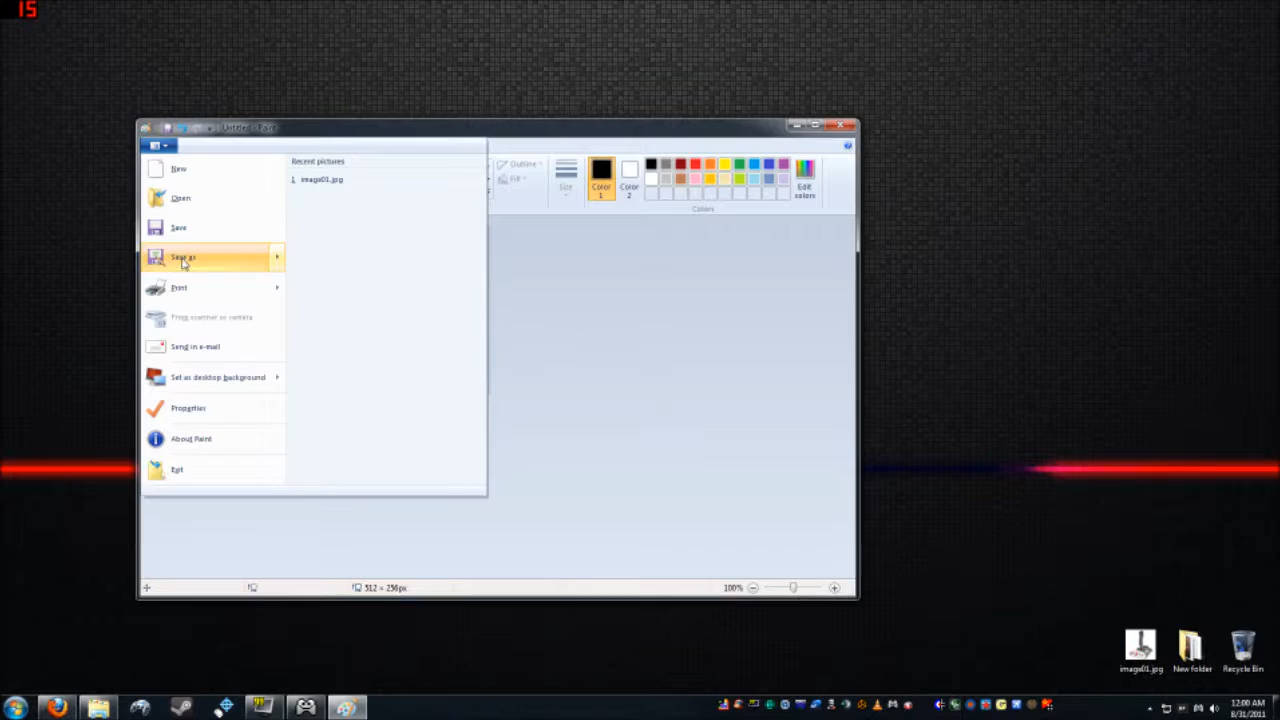 15
Untitled - Paint
New
Open
Save
Save as
Print
From scanner or camera
Send in e-mail
Set as desktop background
Properties
About Paint
Exit
Recent pictures
1 image01.jpg
Outline
Fill
Size
Color 1
Color 2
Edit colors
Colors
512 × 256px
100%
image01.jpg
New folder
Recycle Bin
12:00 AM
8/31/2011